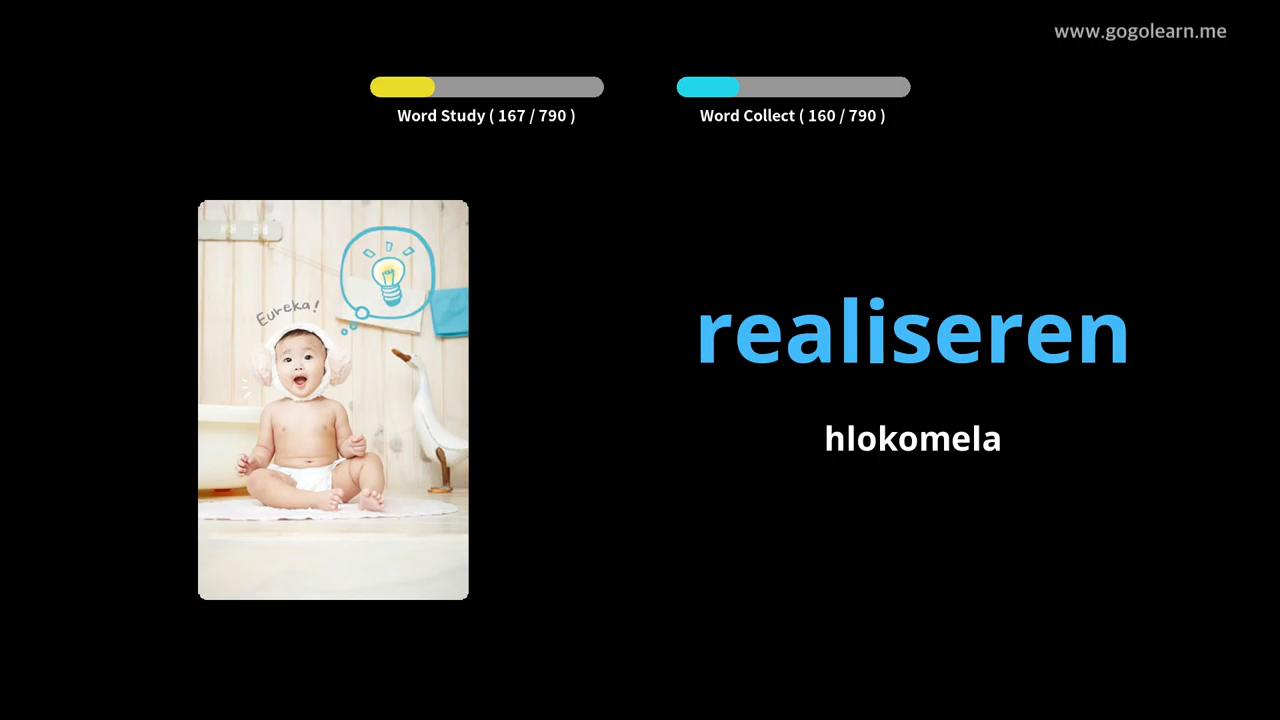 www.gogolearn.me
Word Study ( 167 / 790 )
Word Collect ( 160 / 790 )
Eureka!
realiseren
hlokomela